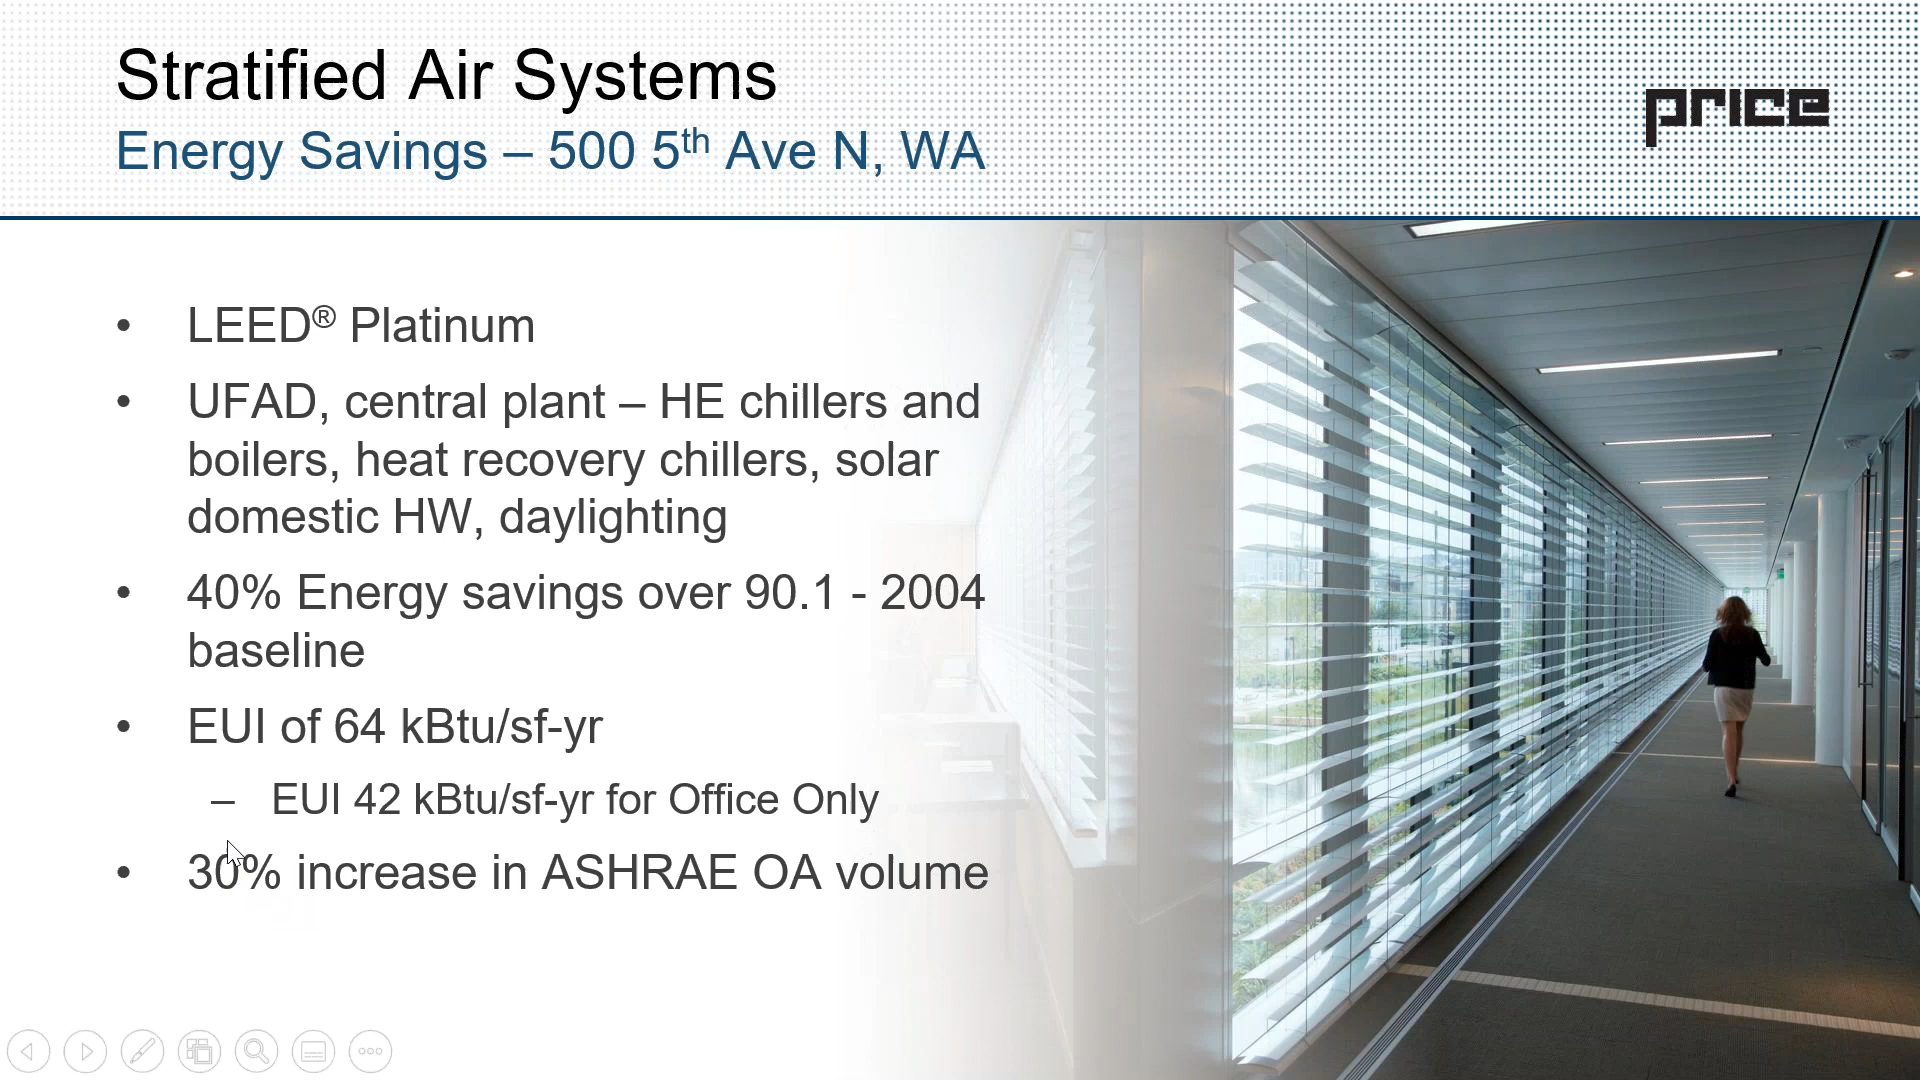 Stratified Air Systems
Energy Savings – 500 5th Ave N, WA
price
• LEED® Platinum
• UFAD, central plant – HE chillers and
boilers, heat recovery chillers, solar
domestic HW, daylighting
• 40% Energy savings over 90.1 - 2004
baseline
• EUI of 64 kBtu/sf-yr
– EUI 42 kBtu/sf-yr for Office Only
• 30% increase in ASHRAE OA volume